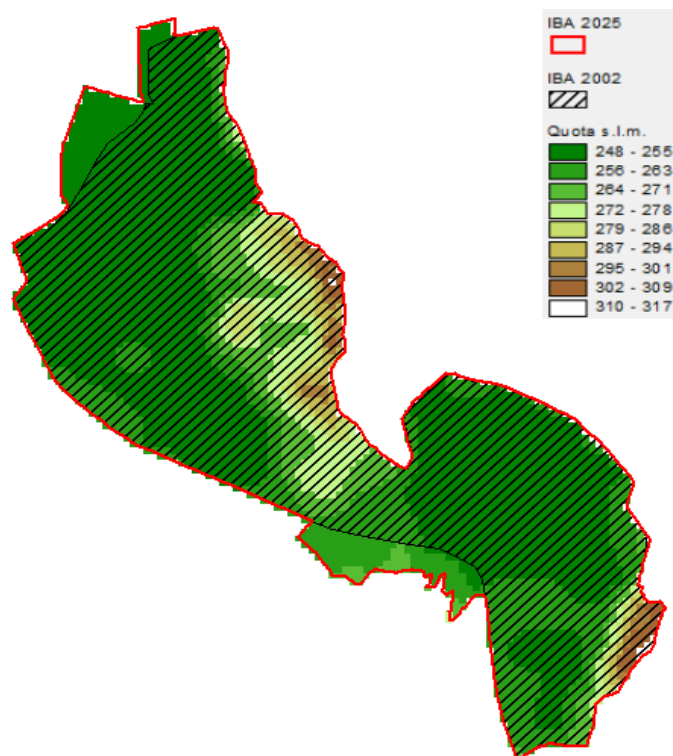 IBA 2025
IBA 2002
Quota s.l.m.
248 - 255
256 - 263
264 - 271
272 - 278
279 - 286
287 - 294
295 - 301
302 - 309
310 - 317